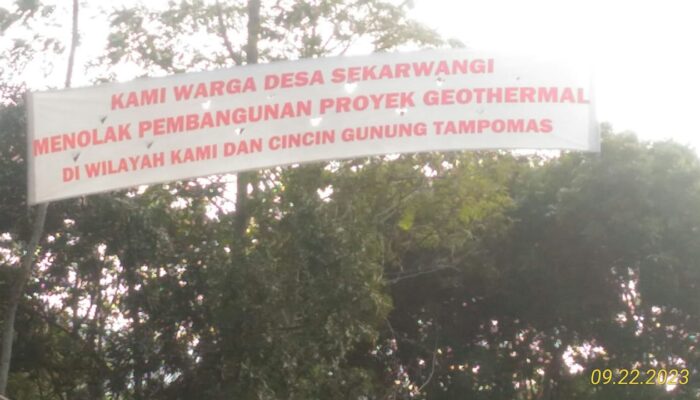 KAMI WARGA DESA SEKARWANGI
MENOLAK PEMBANGUNAN PROYEK GEOTHERMAL
DI WILAYAH KAMI DAN CINCIN GUNUNG TAMPOMAS
09.22.2023